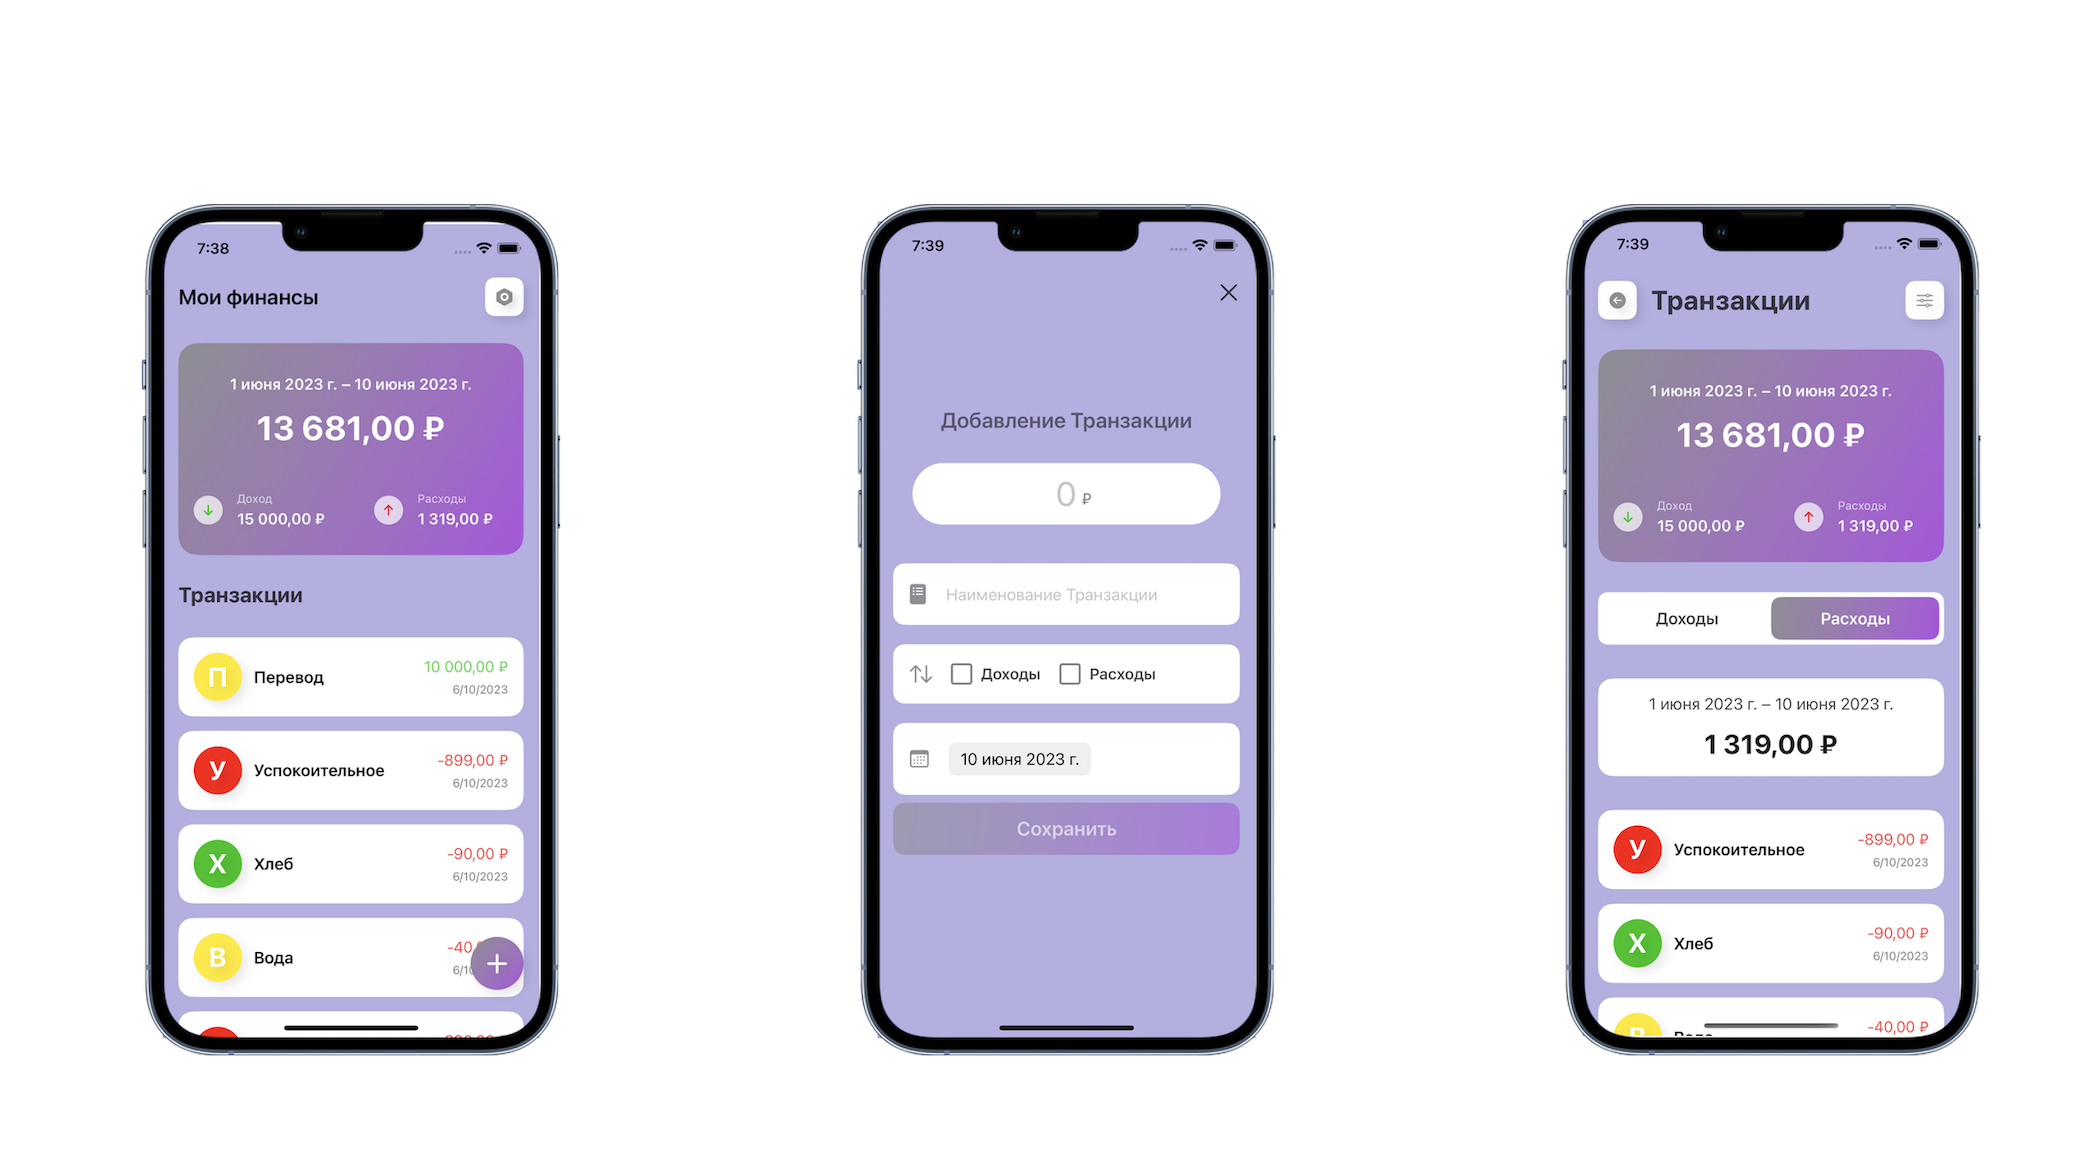 7:38
Мои финансы
1 июня 2023 г. – 10 июня 2023 г.
13 681,00 ₽
Доход
15 000,00 ₽
Расходы
1 319,00 ₽
Транзакции
П
Перевод
10 000,00 ₽
6/10/2023
У
Успокоительное
-899,00 ₽
6/10/2023
Х
Хлеб
-90,00 ₽
6/10/2023
В
Вода
-40,
6/10
7:39
Добавление Транзакции
0 ₽
Наименование Транзакции
Доходы
Расходы
10 июня 2023 г.
Сохранить
7:39
Транзакции
1 июня 2023 г. – 10 июня 2023 г.
13 681,00 ₽
Доход
15 000,00 ₽
Расходы
1 319,00 ₽
Доходы
Расходы
1 июня 2023 г. – 10 июня 2023 г.
1 319,00 ₽
У
Успокоительное
-899,00 ₽
6/10/2023
Х
Хлеб
-90,00 ₽
6/10/2023
В
Вода
-40,00 ₽